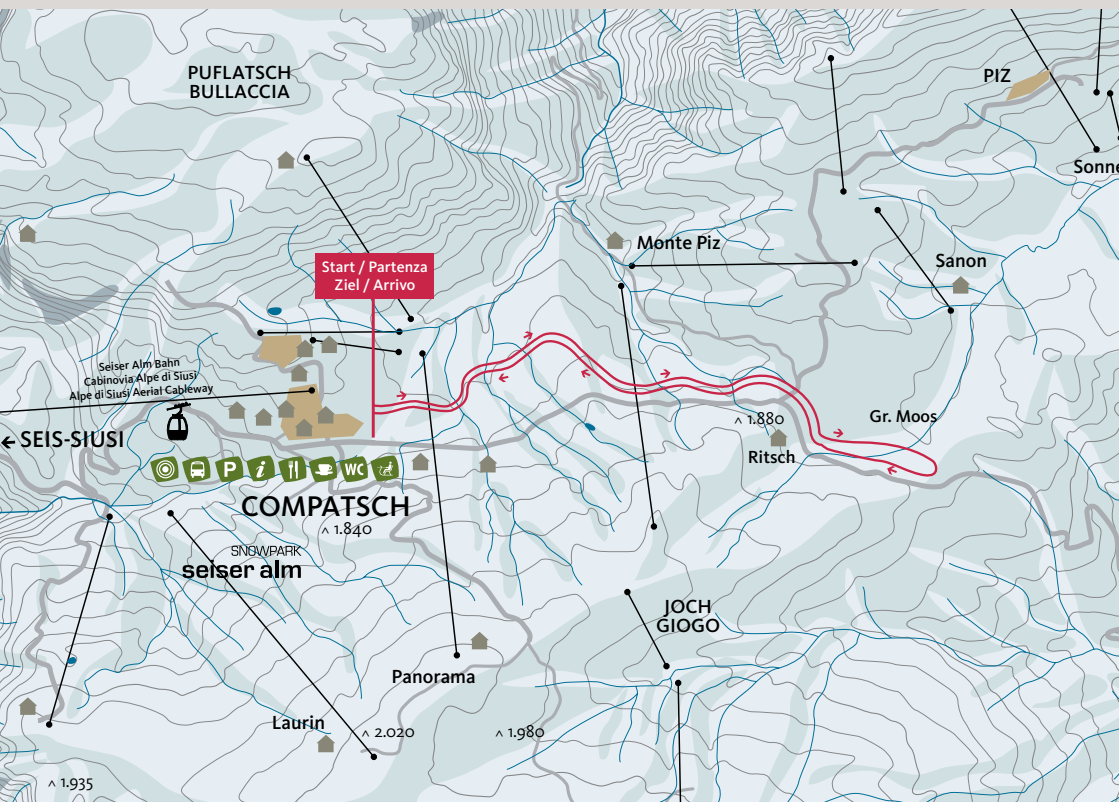 PUFLATSCH
BULLACCIA
PIZ
Sonne
Monte Piz
Sanon
Start / Partenza
Ziel / Arrivo
Seiser Alm Bahn
Cabinovia Alpe di Siusi
Alpe di Siusi Aerial Cableway
← SEIS-SIUSI
^ 1.880
Gr. Moos
Ritsch
P i WC
COMPATSCH
^ 1.840
SNOWPARK
seiser alm
JOCH
GIOGO
Panorama
Laurin
^ 2.020
^ 1.980
^ 1.935